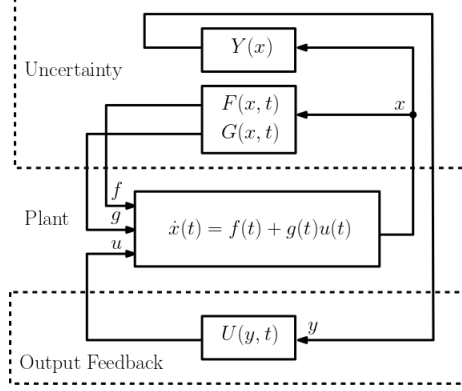 Y(x)
Uncertainty
F(x, t)
x
G(x, t)
f
g
Plant
ẋ(t) = f(t) + g(t)u(t)
u
U(y, t)
y
Output Feedback